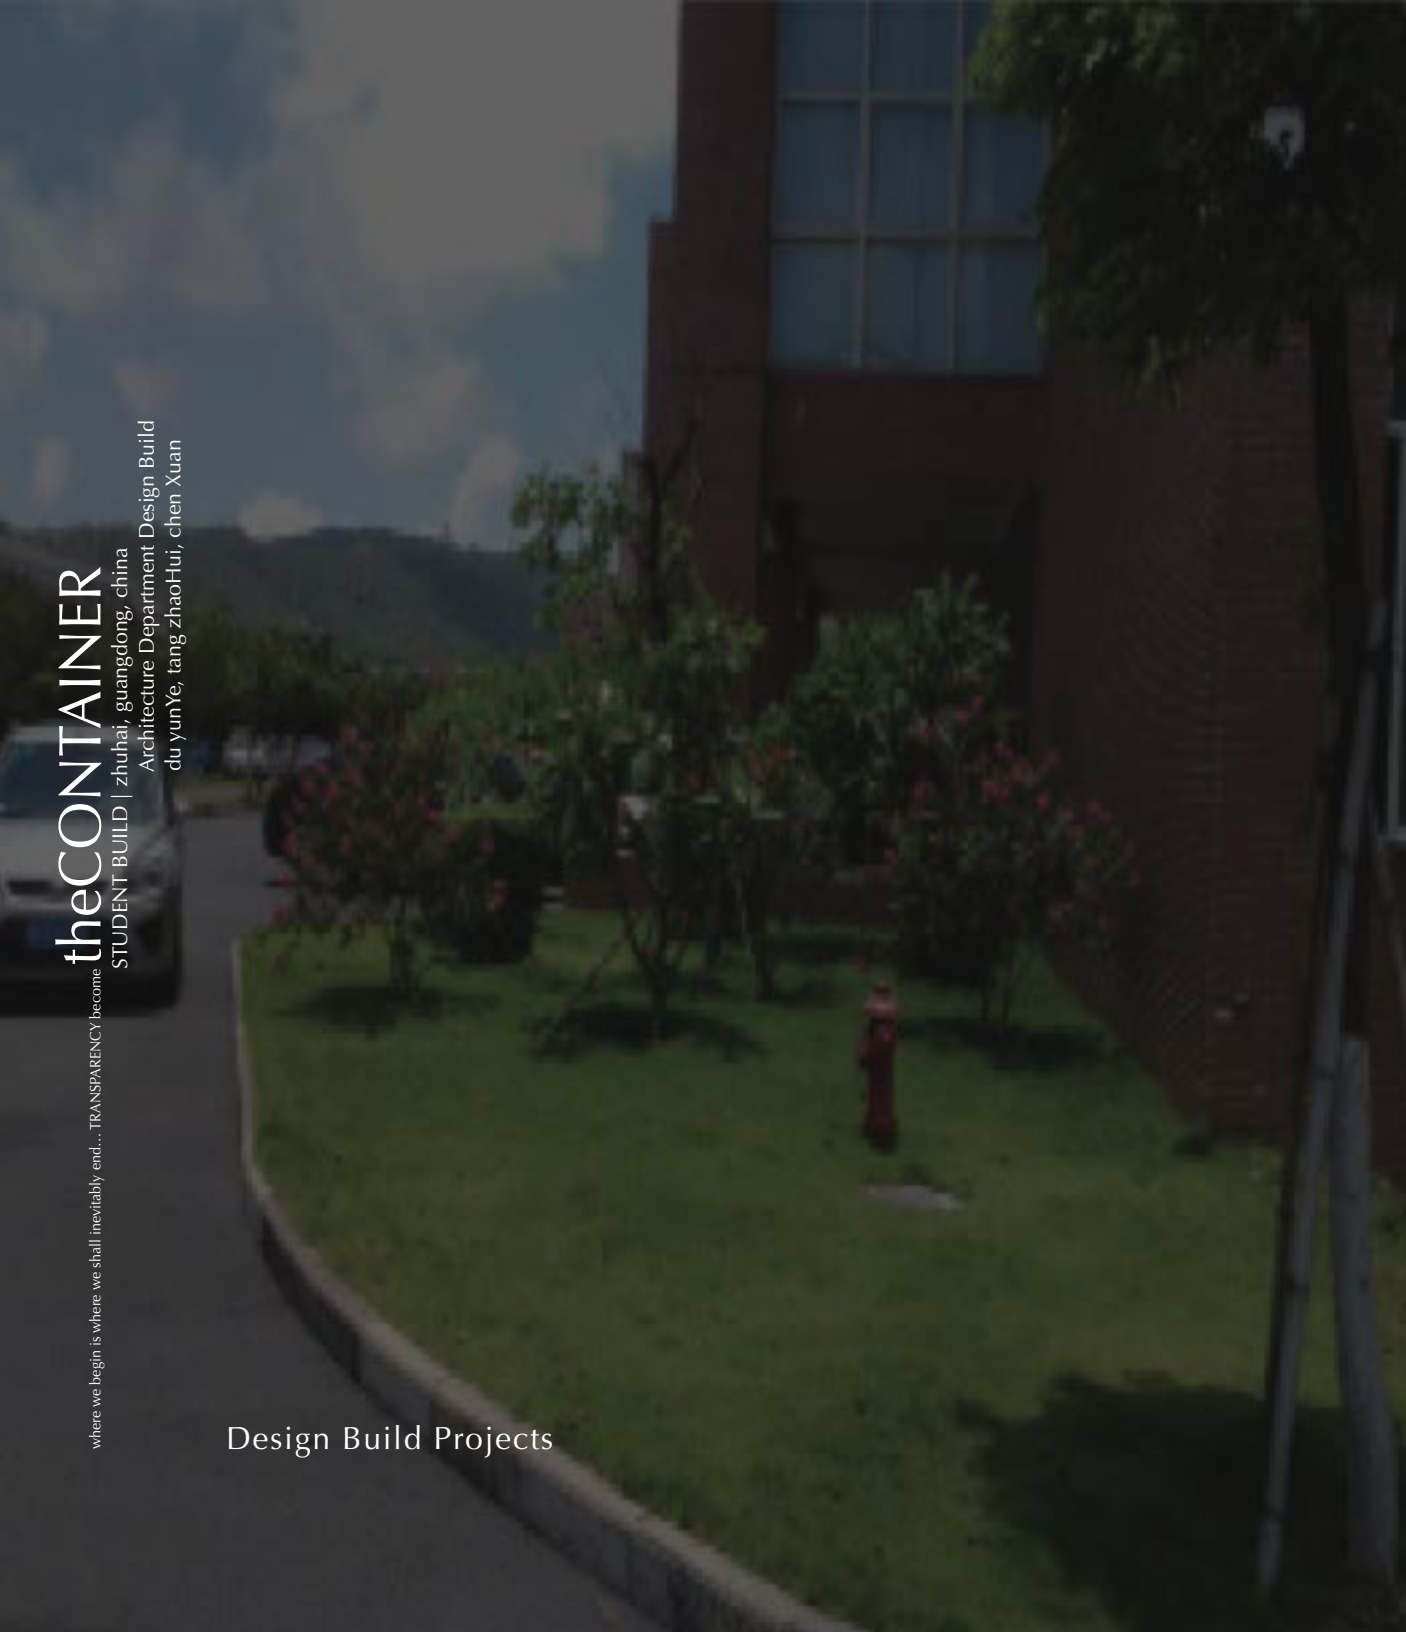 where we begin is where we shall inevitably end... TRANSPARENCY become theCONTAINER
STUDENT BUILD | zhuhai, guangdong, china
Architecture Department Design Build
du yunYe, tang zhaoHui, chen Xuan
Design Build Projects